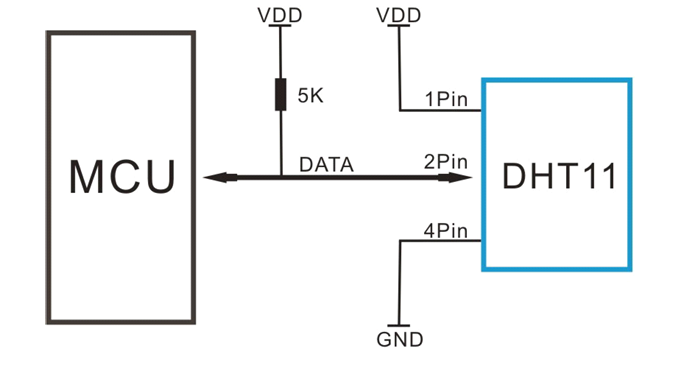 VDD
VDD
5K
1Pin
MCU
DATA
2Pin
DHT11
4Pin
GND